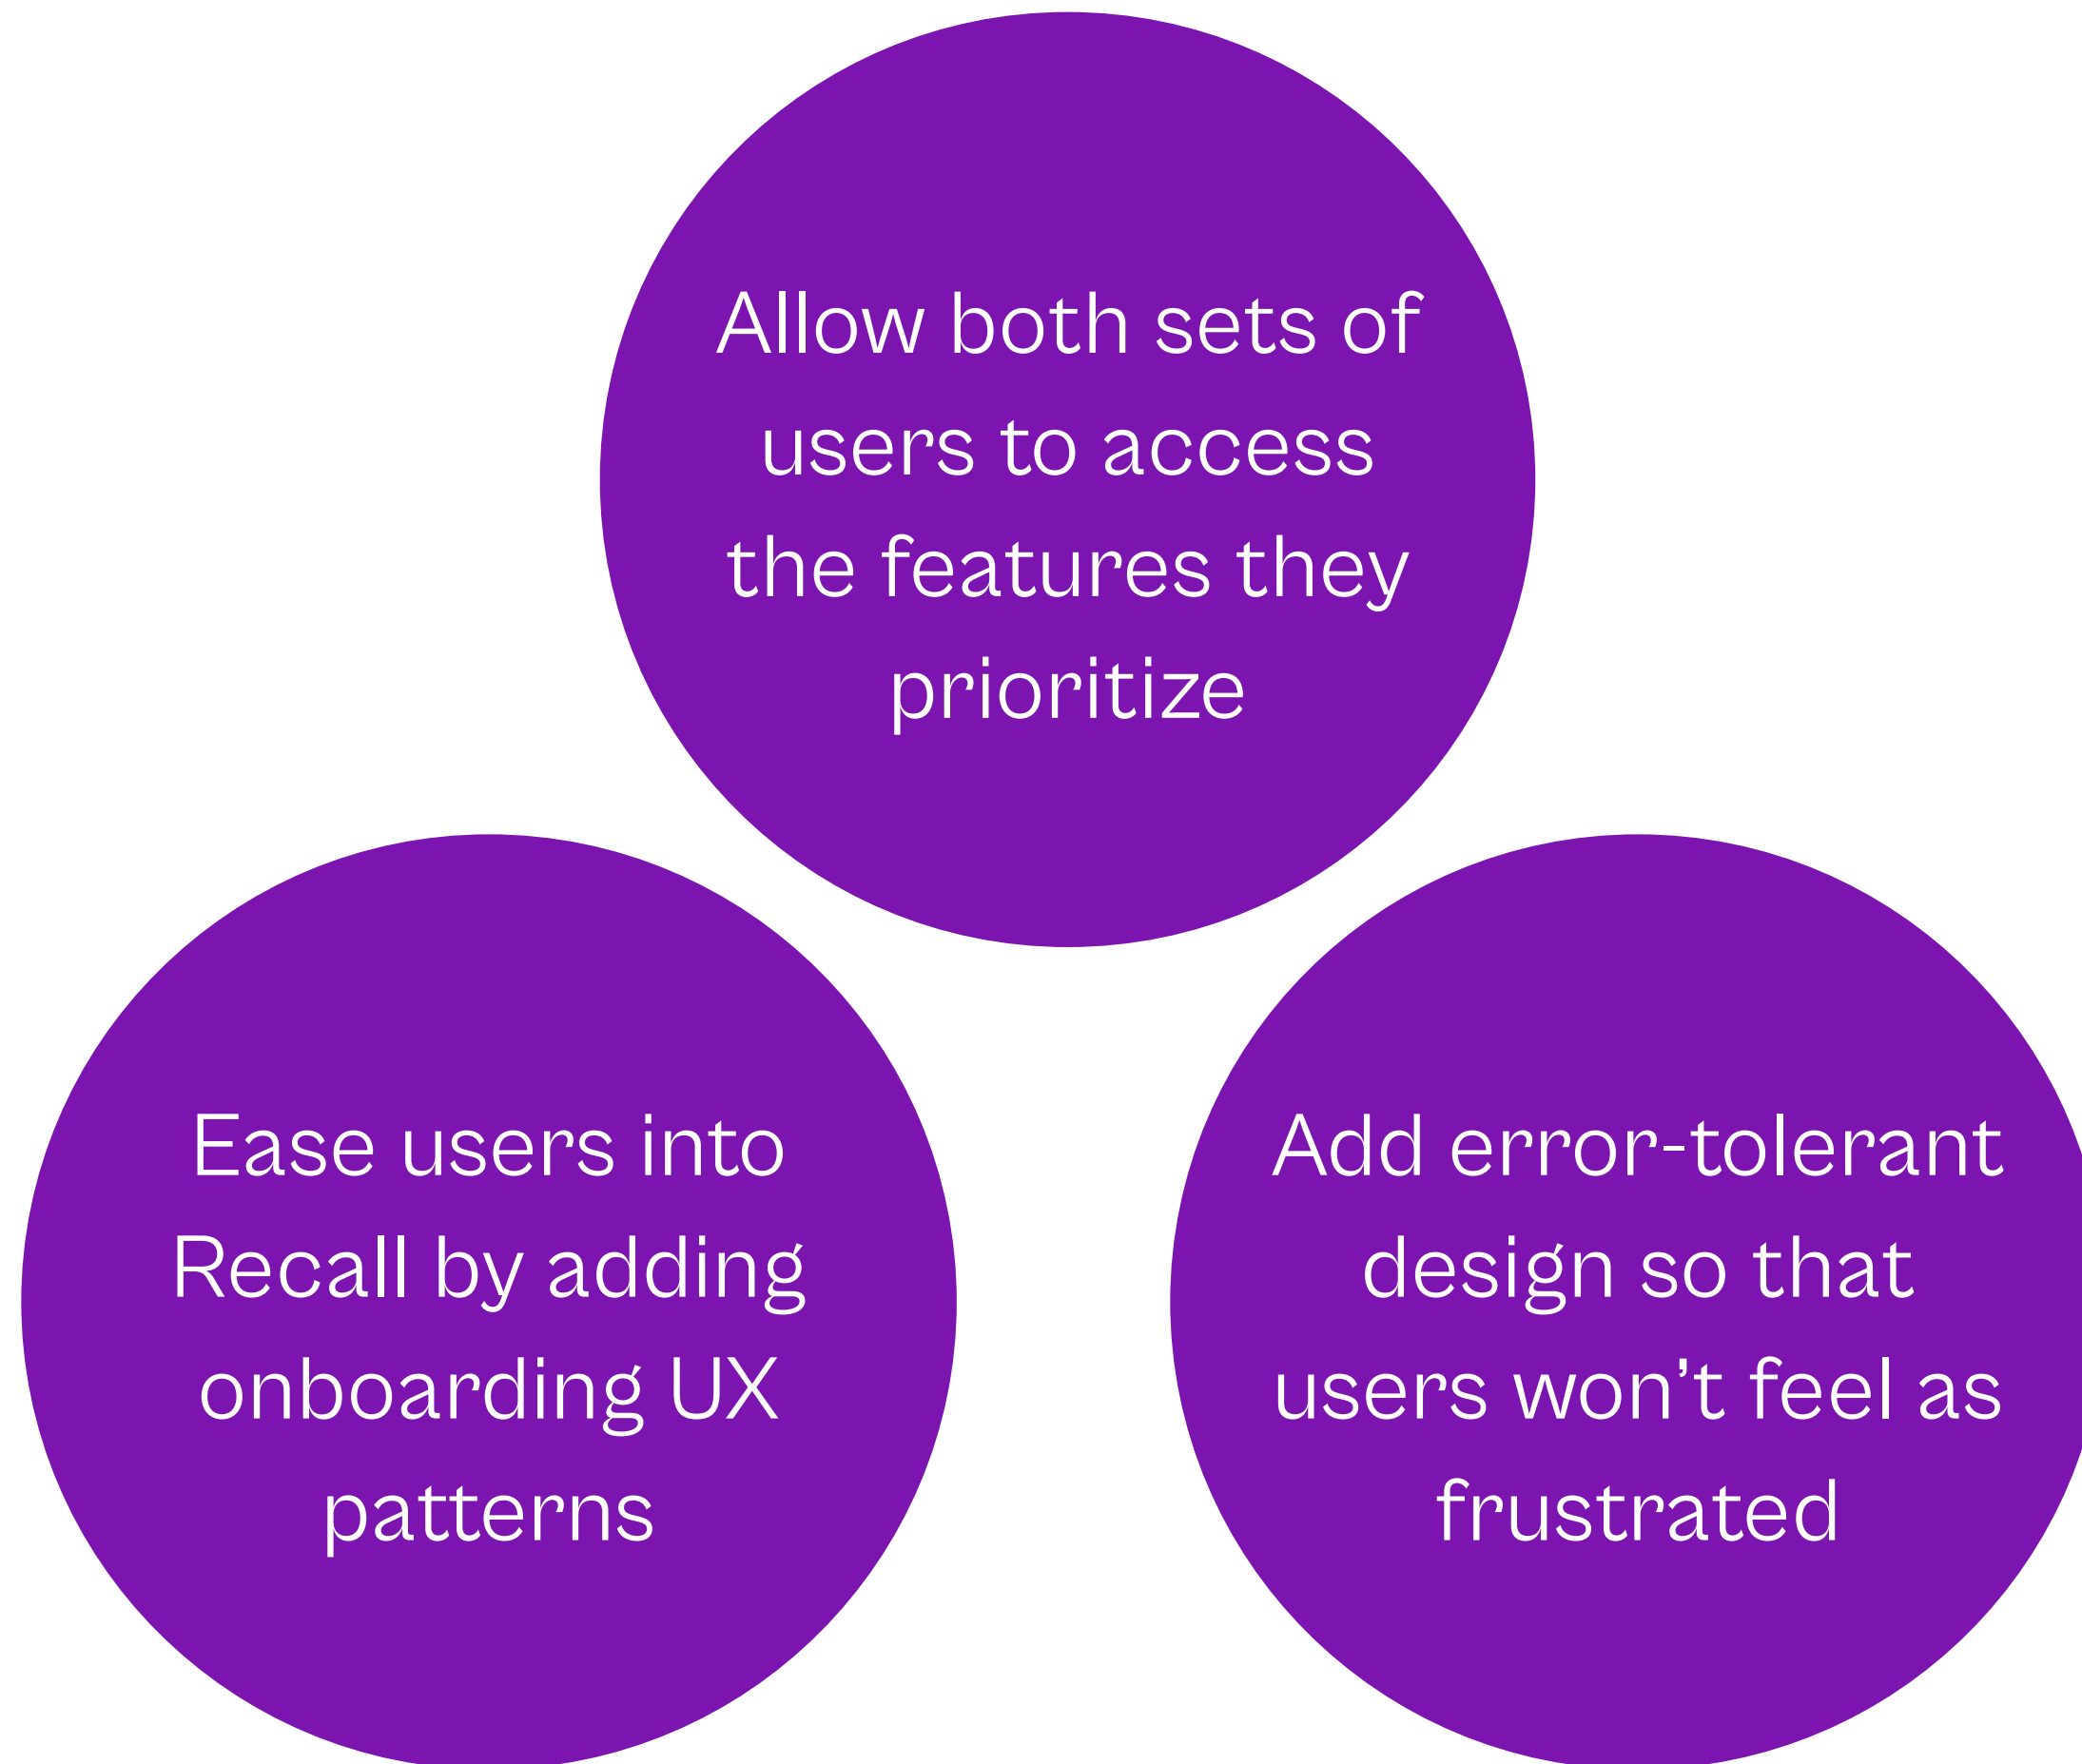 Allow both sets of
users to access
the features they
prioritize
Ease users into
Recall by adding
onboarding UX
patterns
Add error-tolerant
design so that
users won’t feel as
frustrated